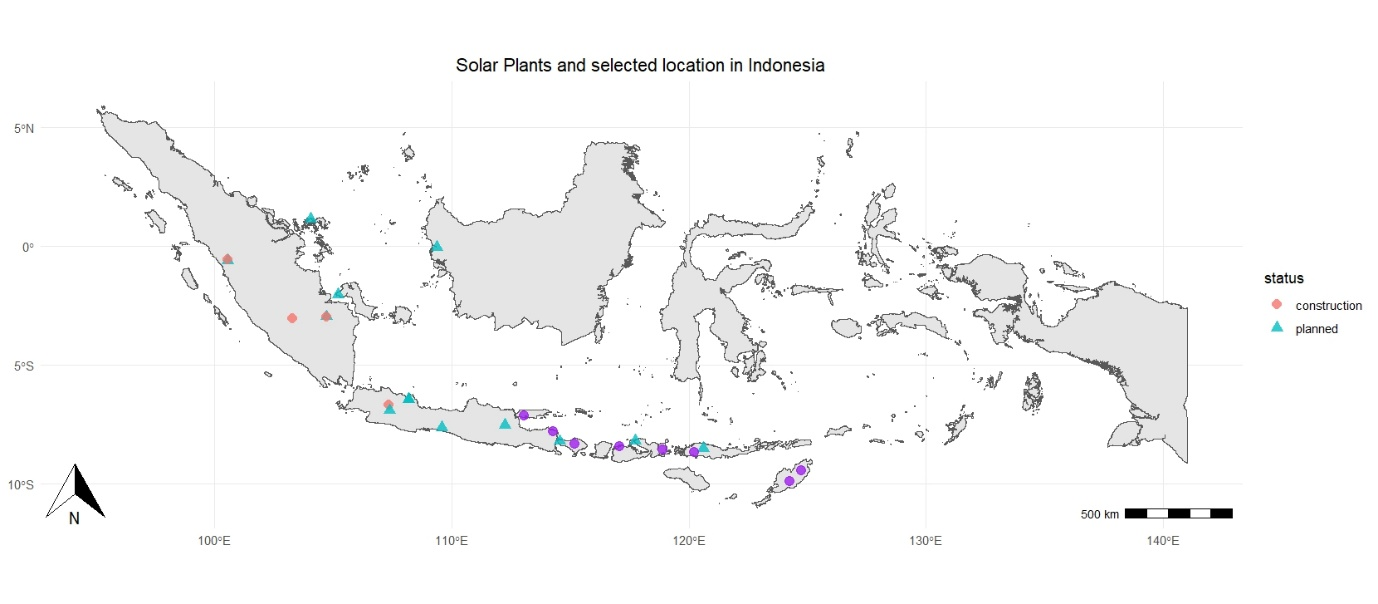 Solar Plants and selected location in Indonesia
5°N
0°
5°S
10°S
100°E
110°E
120°E
130°E
140°E
N
500 km
status
construction
planned